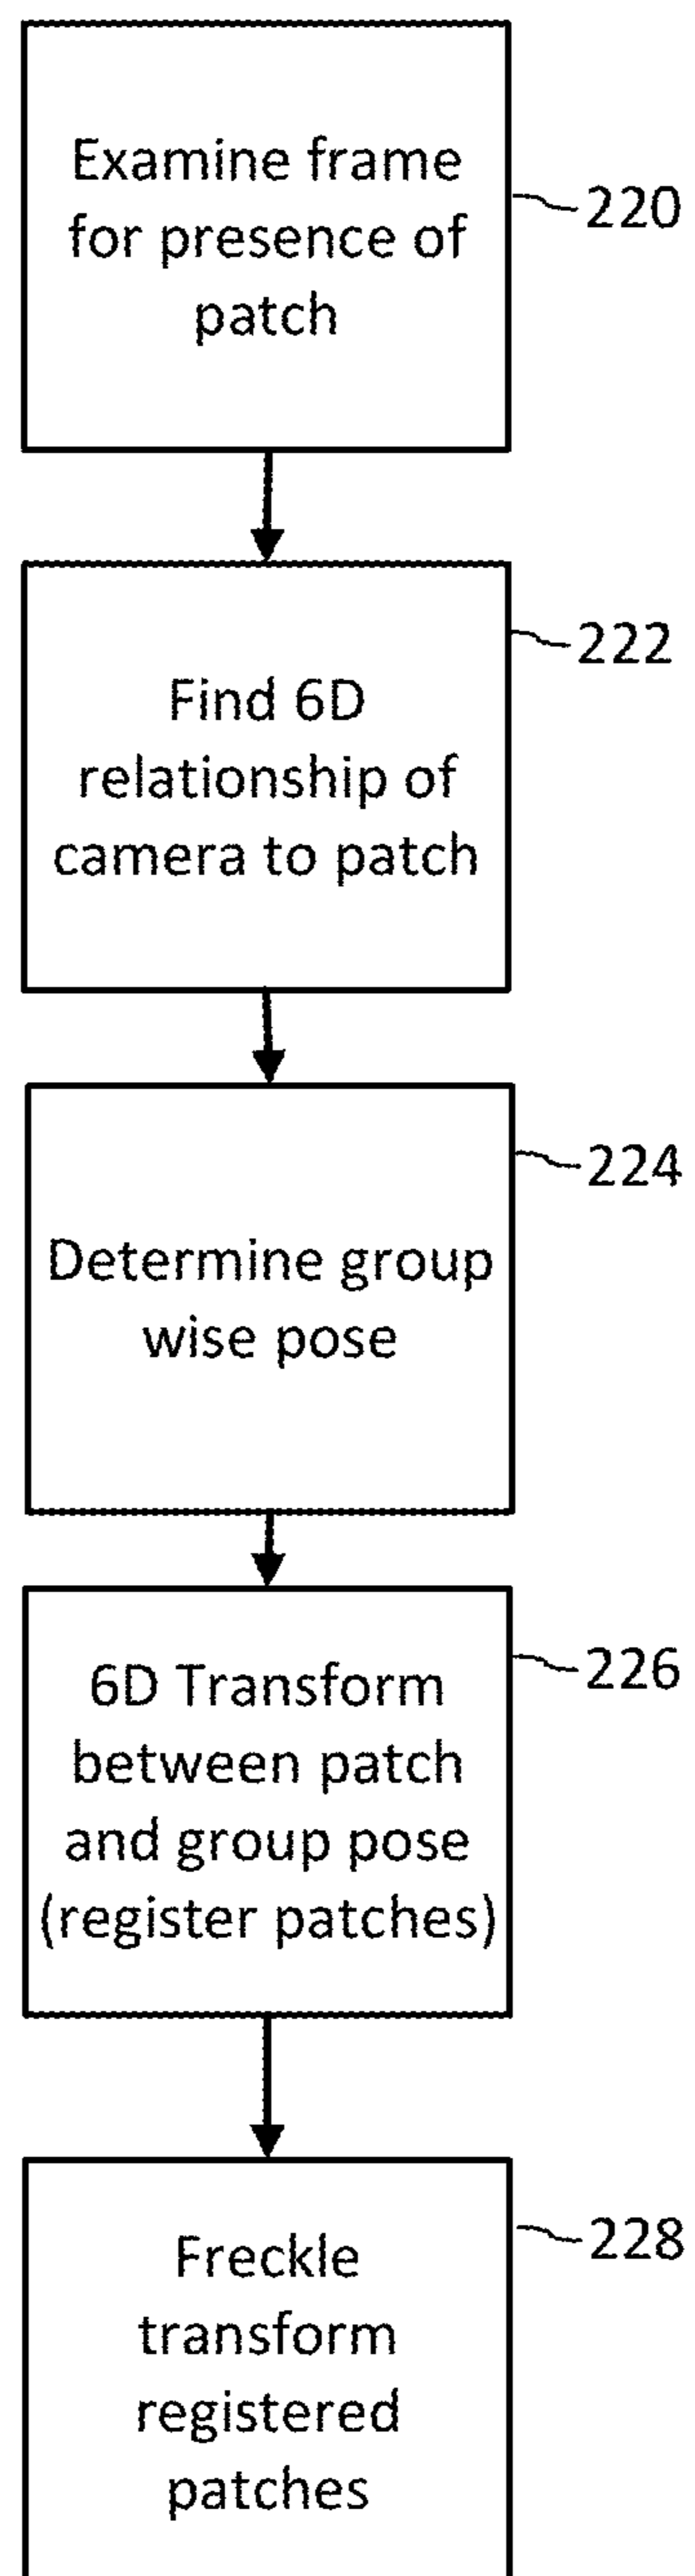 Examine frame
for presence of
patch
220
Find 6D
relationship of
camera to patch
222
Determine group
wise pose
224
6D Transform
between patch
and group pose
(register patches)
226
Freckle
transform
registered
patches
228